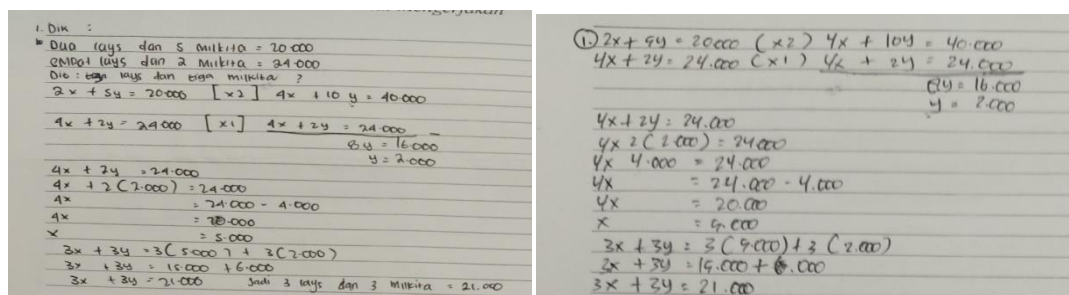 mengerjakan
1. Dik :
Dua lays dan 5 milkita = 20.000
empat lays dan 2 milkita = 24.000
Dit : lays dan tiga milkita ?
2x + 5y = 20.000 [x2] 4x + 10 y = 40.000
4x + 2y = 24.000 [x1] 4x + 2y = 24.000 -
8y = 16.000
y = 2.000
4x + 2y = 24.000
4x + 2(2.000) = 24.000
4x = 24.000 - 4.000
4x = 20.000
x = 5.000
3x + 3y = 3(5.000) + 3(2.000)
3x + 3y = 15.000 + 6.000
3x + 3y = 21.000 Jadi 3 lays dan 3 milkita = 21.000
1. 2x + 5y = 20.000 (x2) 4x + 10y = 40.000
4x + 2y = 24.000 (x1) 4x + 2y = 24.000
8y = 16.000
y = 2.000
4x + 2y = 24.000
4x 2(2.000) = 24.000
4x 4.000 = 24.000
4x = 24.000 - 4.000
4x = 20.000
x = 5.000
3x + 3y = 3(5.000) + 3(2.000)
3x + 3y = 15.000 + 6.000
3x + 3y = 21.000